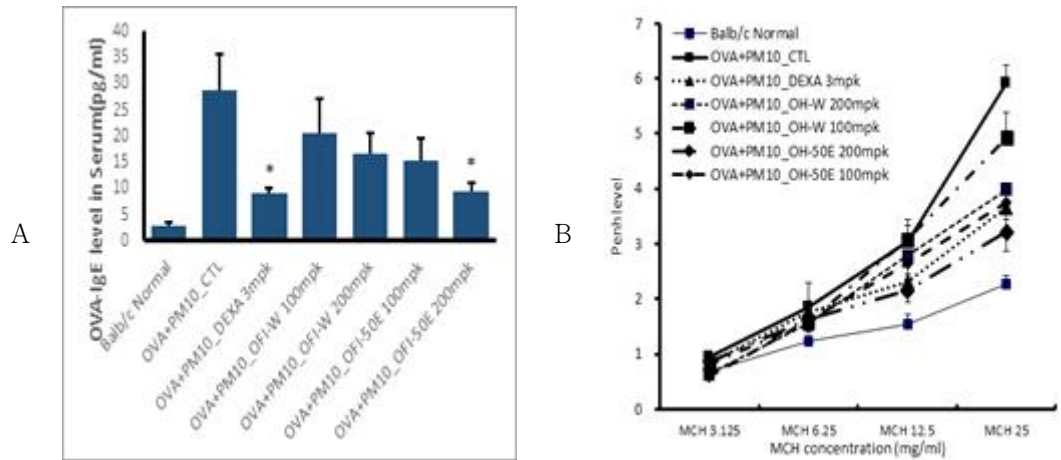 A
OVA-IgE level in Serum(pg/ml)
40
35
30
25
20
15
10
5
0
*
*
Balb/c Normal
OVA+PM10_CTL
OVA+PM10_DEXA 3mpk
OVA+PM10_OFI-W 100mpk
OVA+PM10_OFI-W 200mpk
OVA+PM10_OFI-50E 100mpk
OVA+PM10_OFI-50E 200mpk
B
Penh level
7
6
5
4
3
2
1
0
Balb/c Normal
OVA+PM10_CTL
OVA+PM10_DEXA 3mpk
OVA+PM10_OH-W 200mpk
OVA+PM10_OH-W 100mpk
OVA+PM10_OH-50E 200mpk
OVA+PM10_OH-50E 100mpk
MCH 3.125
MCH 6.25
MCH 12.5
MCH 25
MCH concentration (mg/ml)